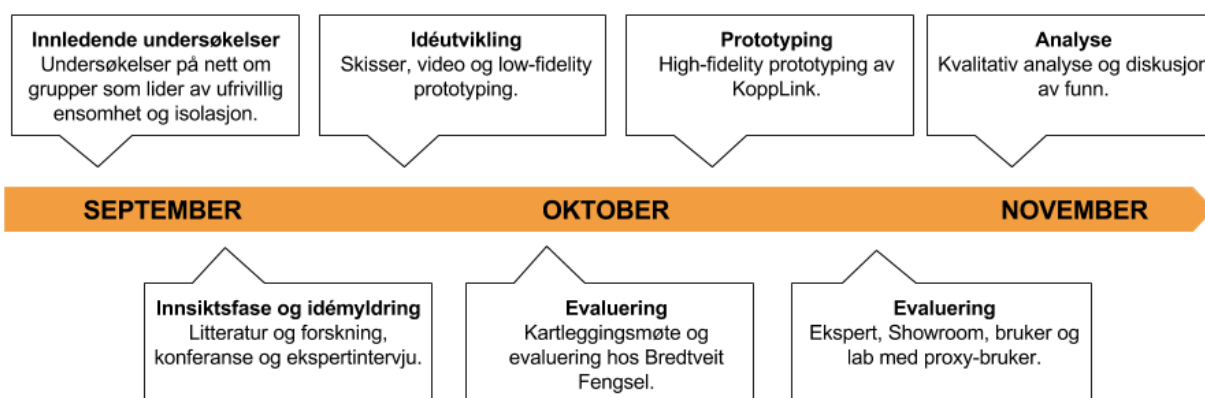 Innledende undersøkelser
Undersøkelser på nett om
grupper som lider av ufrivillig
ensomhet og isolasjon.
Idéutvikling
Skisser, video og low-fidelity
prototyping.
Prototyping
High-fidelity prototyping av
KoppLink.
Analyse
Kvalitativ analyse og diskusjon
av funn.
SEPTEMBER
OKTOBER
NOVEMBER
Innsiktsfase og idémyldring
Litteratur og forskning,
konferanse og ekspertintervju.
Evaluering
Kartleggingsmøte og
evaluering hos Bredtveit
Fengsel.
Evaluering
Ekspert, Showroom, bruker og
lab med proxy-bruker.